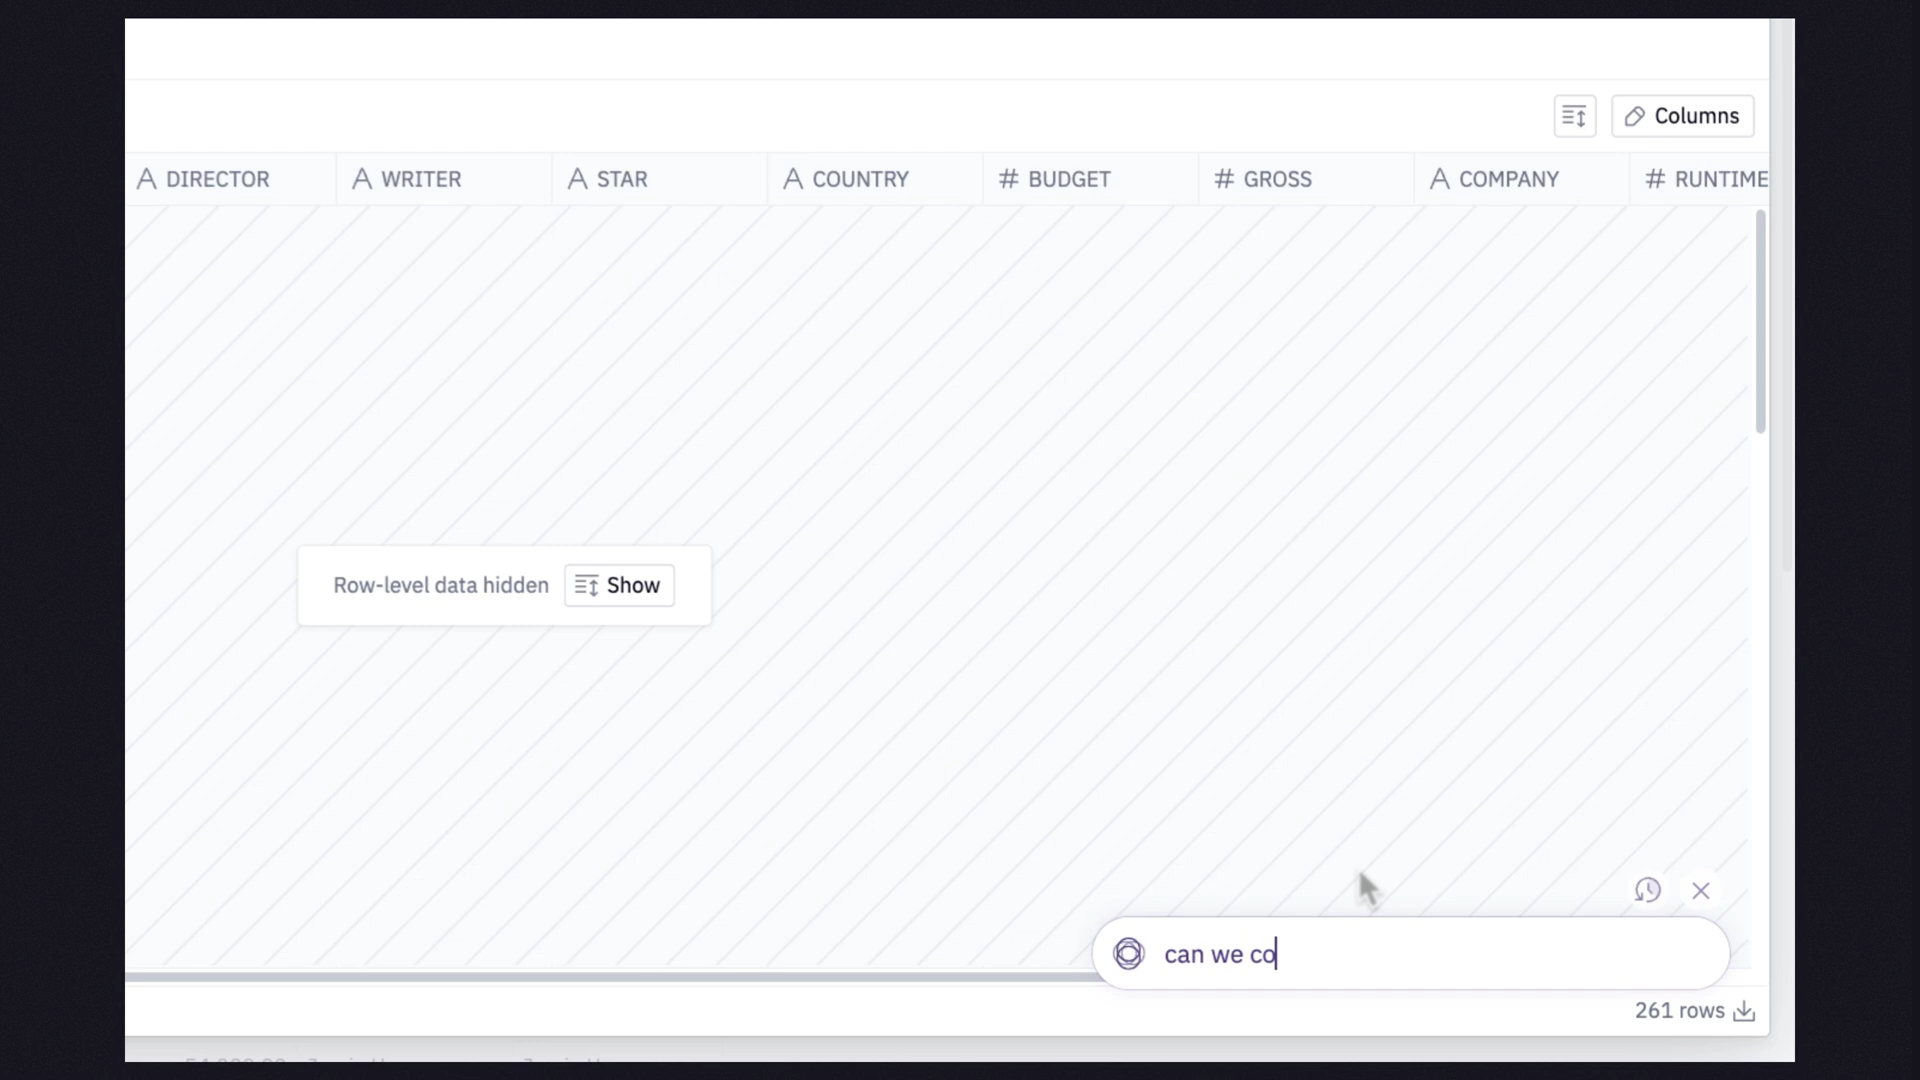 Columns
DIRECTOR WRITER STAR COUNTRY # BUDGET # GROSS COMPANY # RUNTIME
Row-level data hidden Show
can we co
261 rows